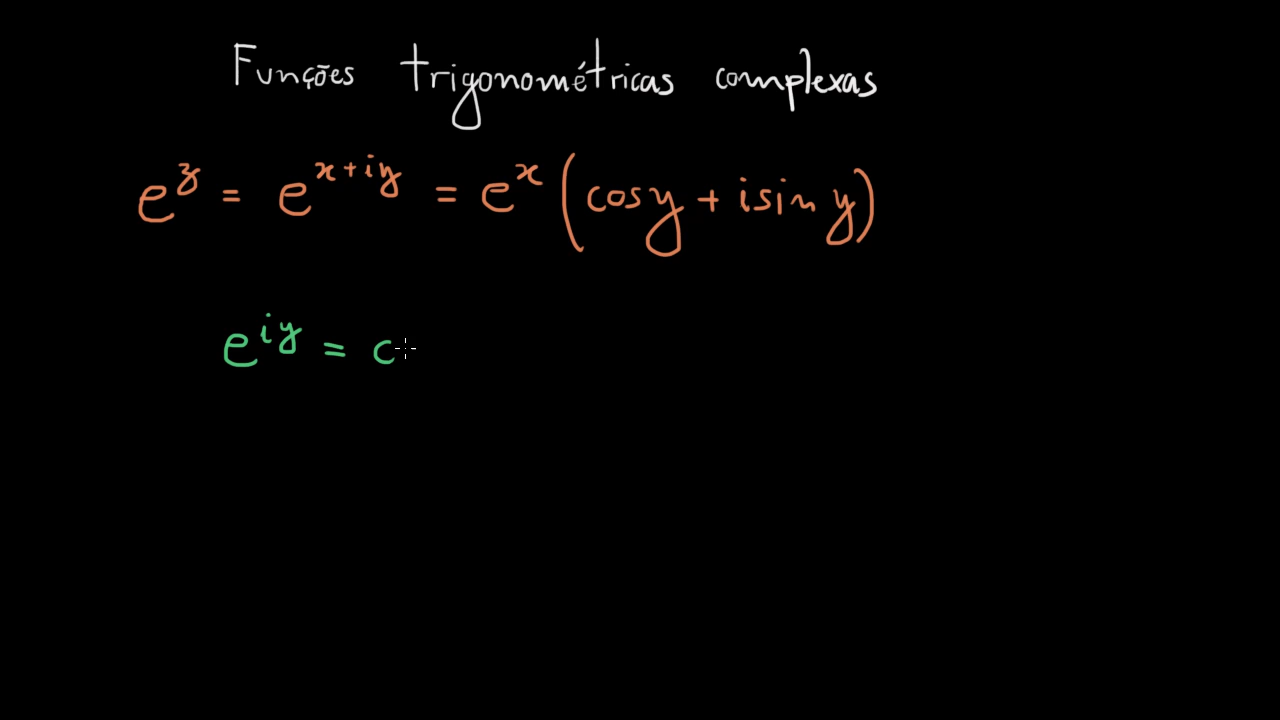 Funções trigonométricas complexas
e^z = e^{x+iy} = e^x (cos y + i sin y)
e^{iy} = c